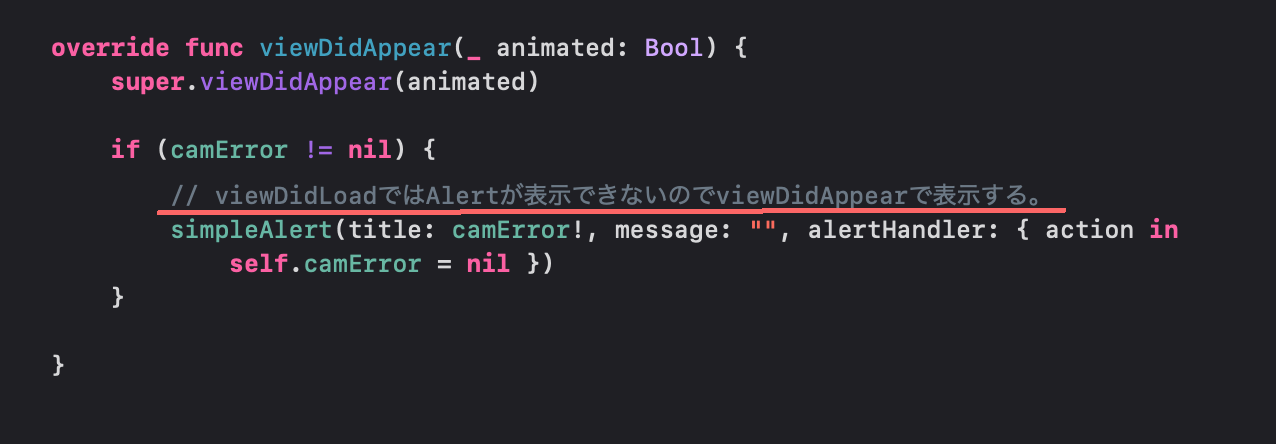 override func viewDidAppear(_ animated: Bool) {
super.viewDidAppear(animated)
if (camError != nil) {
// viewDidLoadではAlertが表示できないのでviewDidAppearで表示する。
simpleAlert(title: camError!, message: "", alertHandler: { action in
self.camError = nil })
}
}